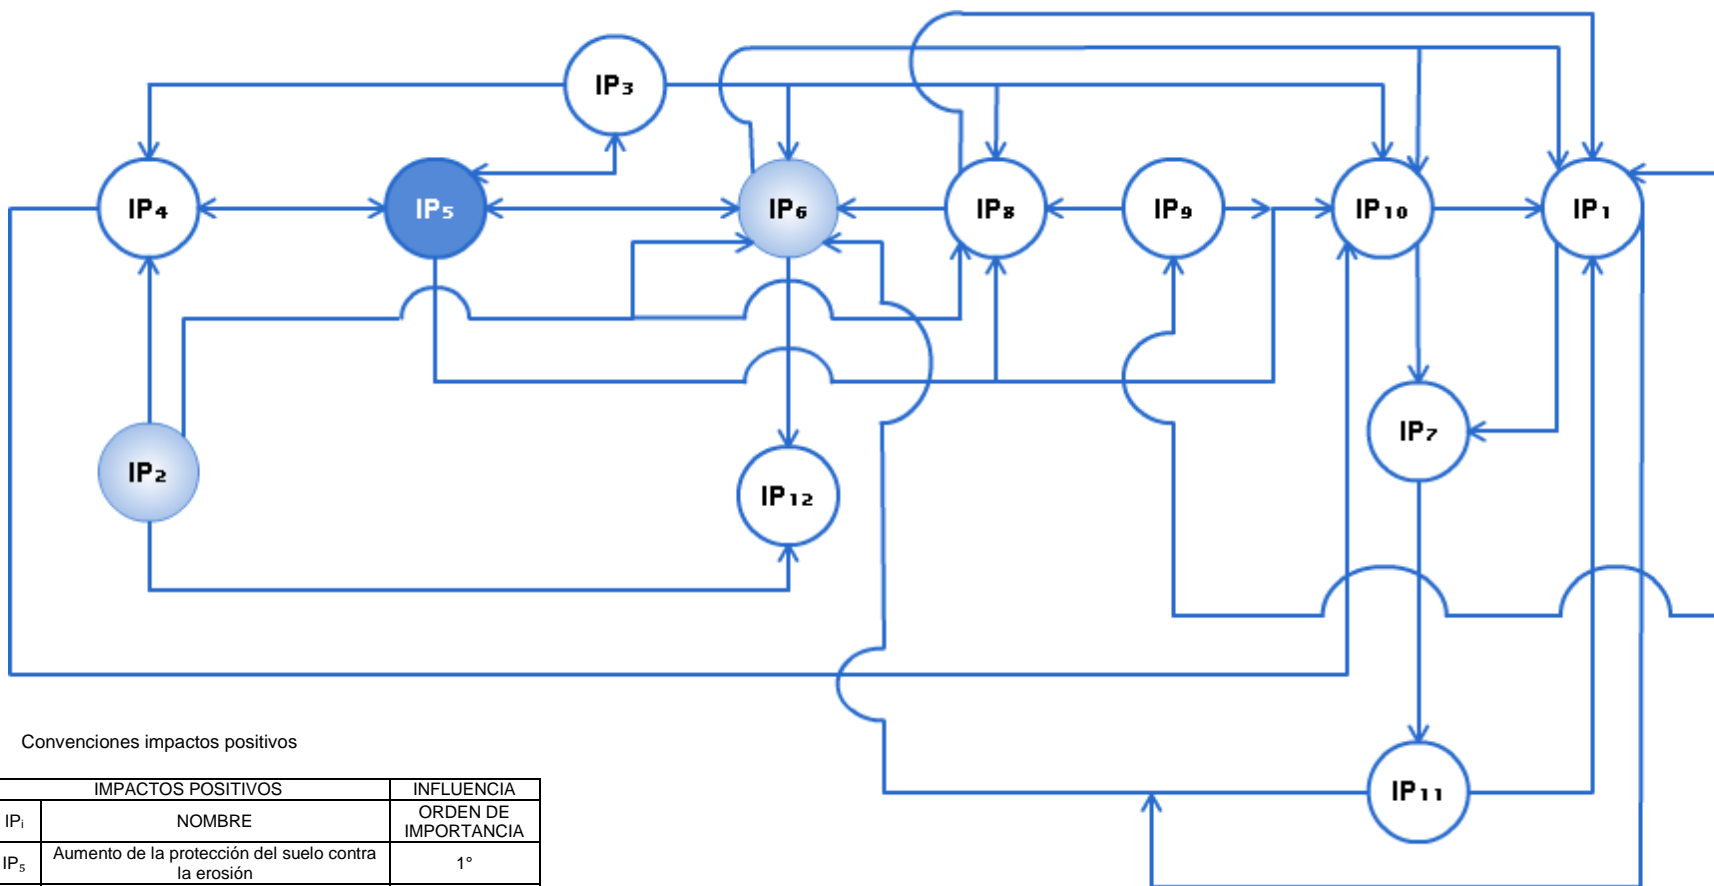 IP₃
IP₄
IP₅
IP₆
IP₈
IP₉
IP₁₀
IP₁
IP₇
IP₂
IP₁₂
IP₁₁
Convenciones impactos positivos
IMPACTOS POSITIVOS
INFLUENCIA
IPᵢ
NOMBRE
ORDEN DE
IMPORTANCIA
IP₅
Aumento de la protección del suelo contra
la erosión
1°